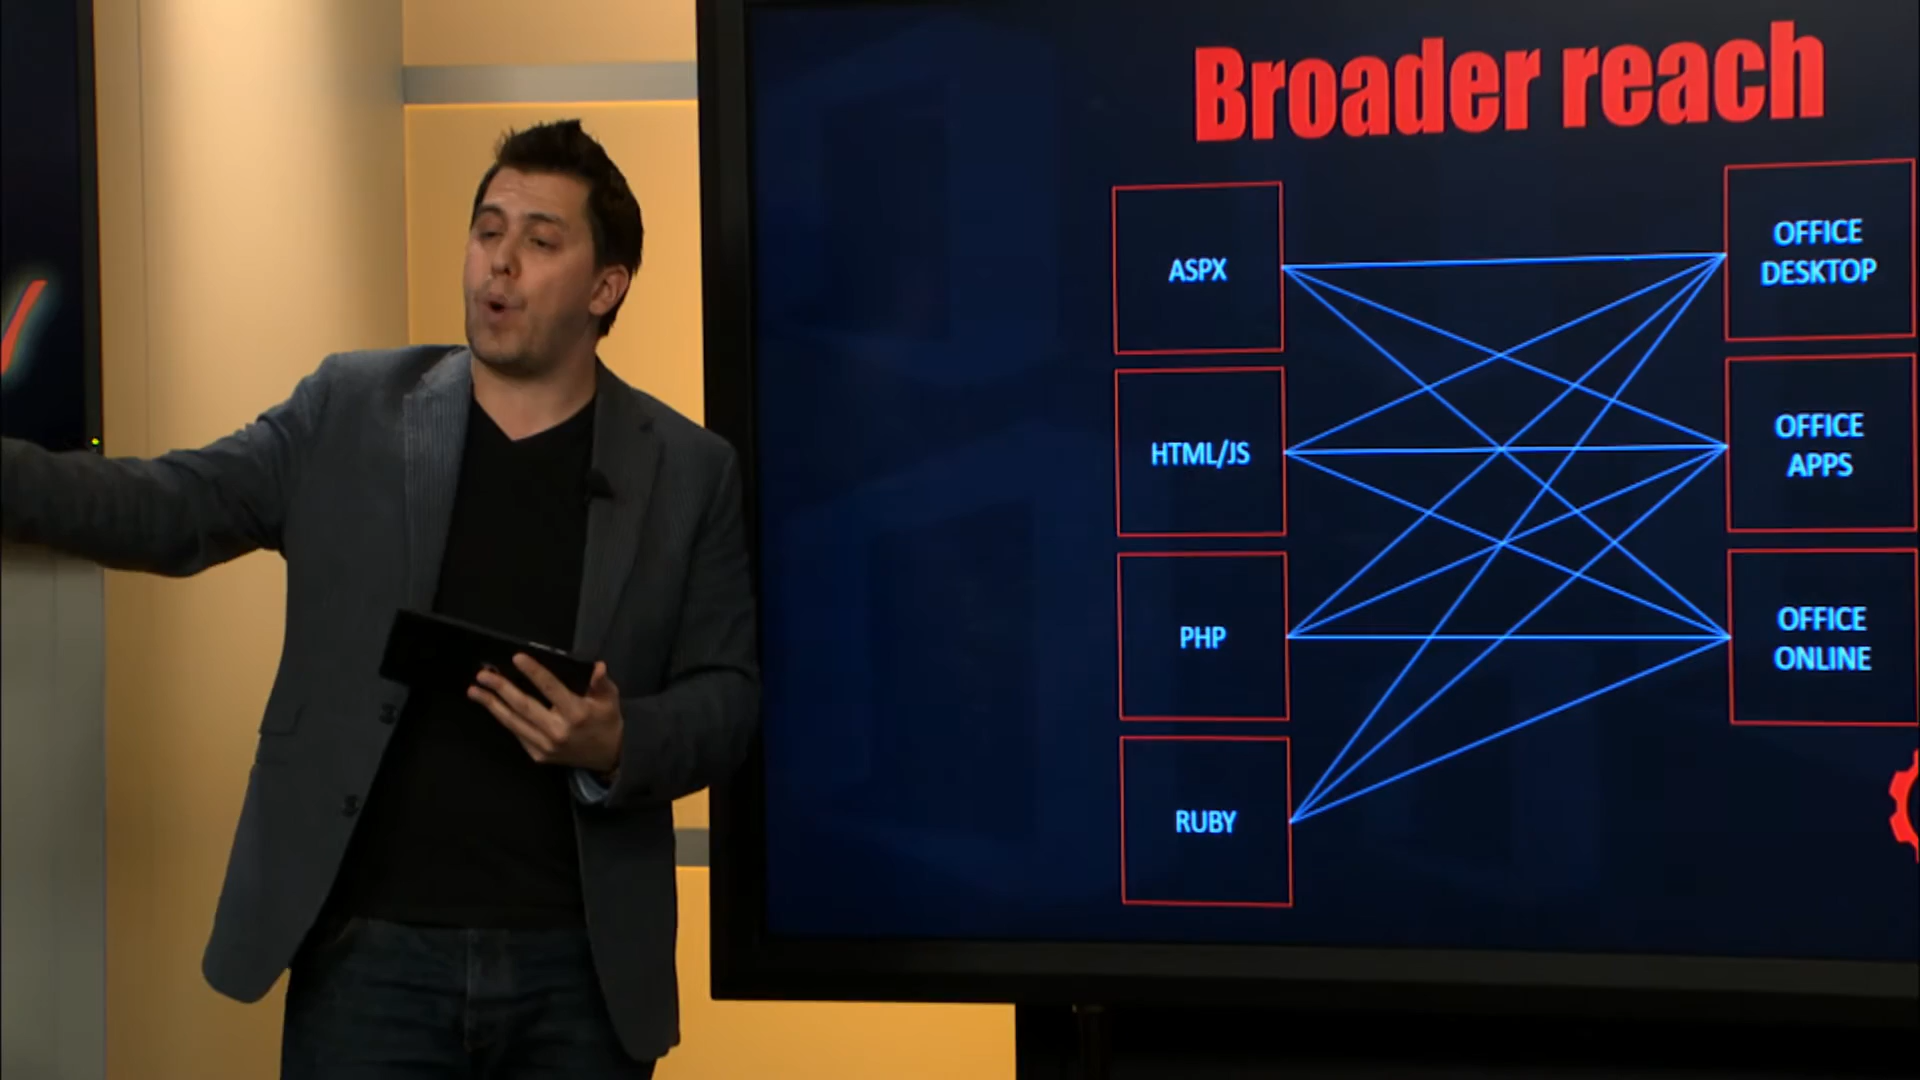 Broader reach
ASPX
HTML/JS
PHP
RUBY
OFFICE
DESKTOP
OFFICE
APPS
OFFICE
ONLINE